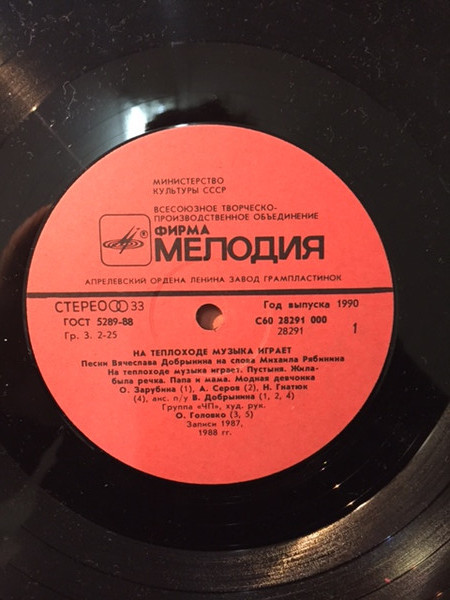 МИНИСТЕРСТВО
КУЛЬТУРЫ СССР
ВСЕСОЮЗНОЕ ТВОРЧЕСКО-
ПРОИЗВОДСТВЕННОЕ ОБЪЕДИНЕНИЕ
ФИРМА
® МЕЛОДИЯ
АПРЕЛЕВСКИЙ ОРДЕНА ЛЕНИНА ЗАВОД ГРАМПЛАСТИНОК
СТЕРЕО 33 Год выпуска 1990
ГОСТ 5289-88 С60 28291 000
Гр. 3. 2-25 28291 1
НА ТЕПЛОХОДЕ МУЗЫКА ИГРАЕТ
Песни Вячеслава Добрынина на слова Михаила Рябинина
На теплоходе музыка играет. Пустыня. Жила-
была речка. Папа и мама. Модная девчонка
О. Зарубина (1), А. Серов (2), Н. Гнатюк
(4), анс. п/у В. Добрынина (1, 2, 4)
Группа «ЧП», худ. рук.
О. Головко (3, 5)
Записи 1987,
1988 гг.